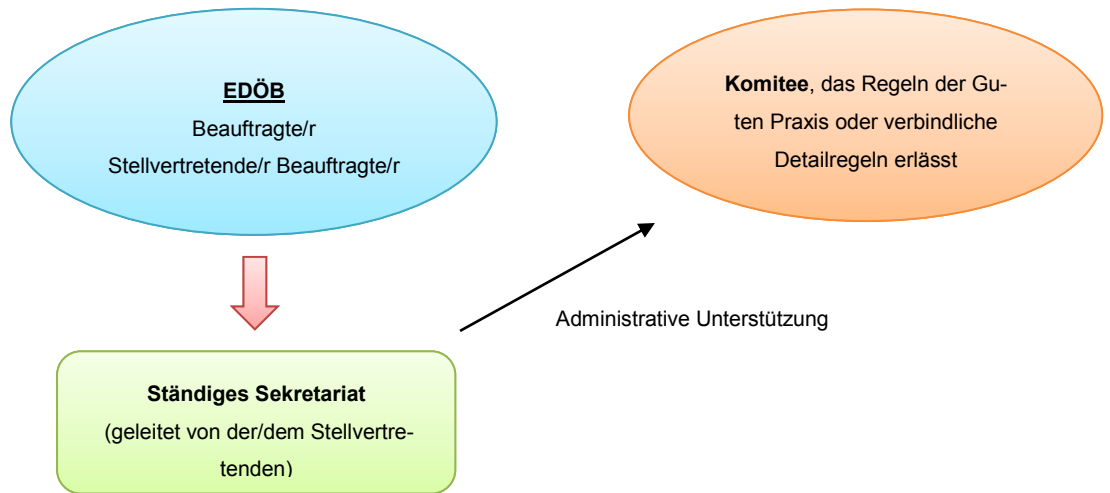 EDÖB
Beauftragte/r
Stellvertretende/r Beauftragte/r
Komitee, das Regeln der Gu-
ten Praxis oder verbindliche
Detailregeln erlässt
Administrative Unterstützung
Ständiges Sekretariat
(geleitet von der/dem Stellvertre-
tenden)